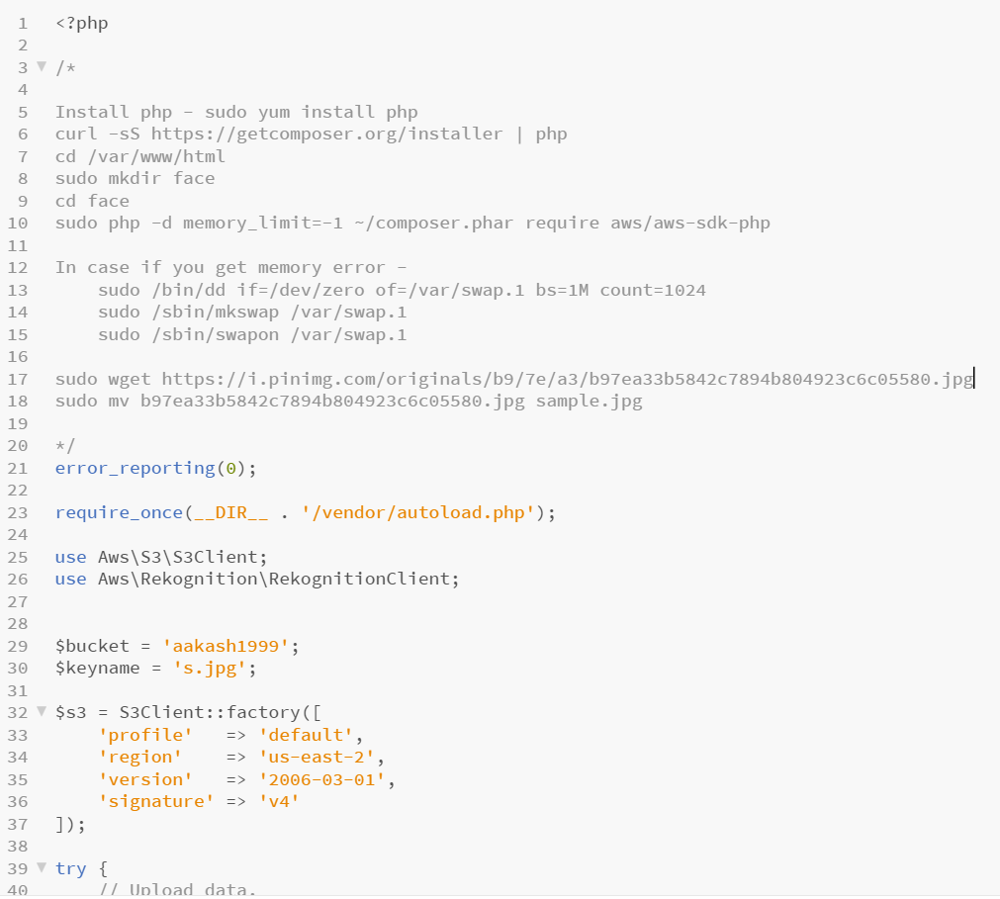 1 <?php
2
3 /*
4
5 Install php - sudo yum install php
6 curl -sS https://getcomposer.org/installer | php
7 cd /var/www/html
8 sudo mkdir face
9 cd face
10 sudo php -d memory_limit=-1 ~/composer.phar require aws/aws-sdk-php
11
12 In case if you get memory error -
13     sudo /bin/dd if=/dev/zero of=/var/swap.1 bs=1M count=1024
14     sudo /sbin/mkswap /var/swap.1
15     sudo /sbin/swapon /var/swap.1
16
17 sudo wget https://i.pinimg.com/originals/b9/7e/a3/b97ea33b5842c7894b804923c6c05580.jpg
18 sudo mv b97ea33b5842c7894b804923c6c05580.jpg sample.jpg
19
20 */
21 error_reporting(0);
22
23 require_once(__DIR__ . '/vendor/autoload.php');
24
25 use Aws\S3\S3Client;
26 use Aws\Rekognition\RekognitionClient;
27
28
29 $bucket = 'aakash1999';
30 $keyname = 's.jpg';
31
32 $s3 = S3Client::factory([
33     'profile'   => 'default',
34     'region'    => 'us-east-2',
35     'version'   => '2006-03-01',
36     'signature' => 'v4'
37 ]);
38
39 try {
40     // Upload data.